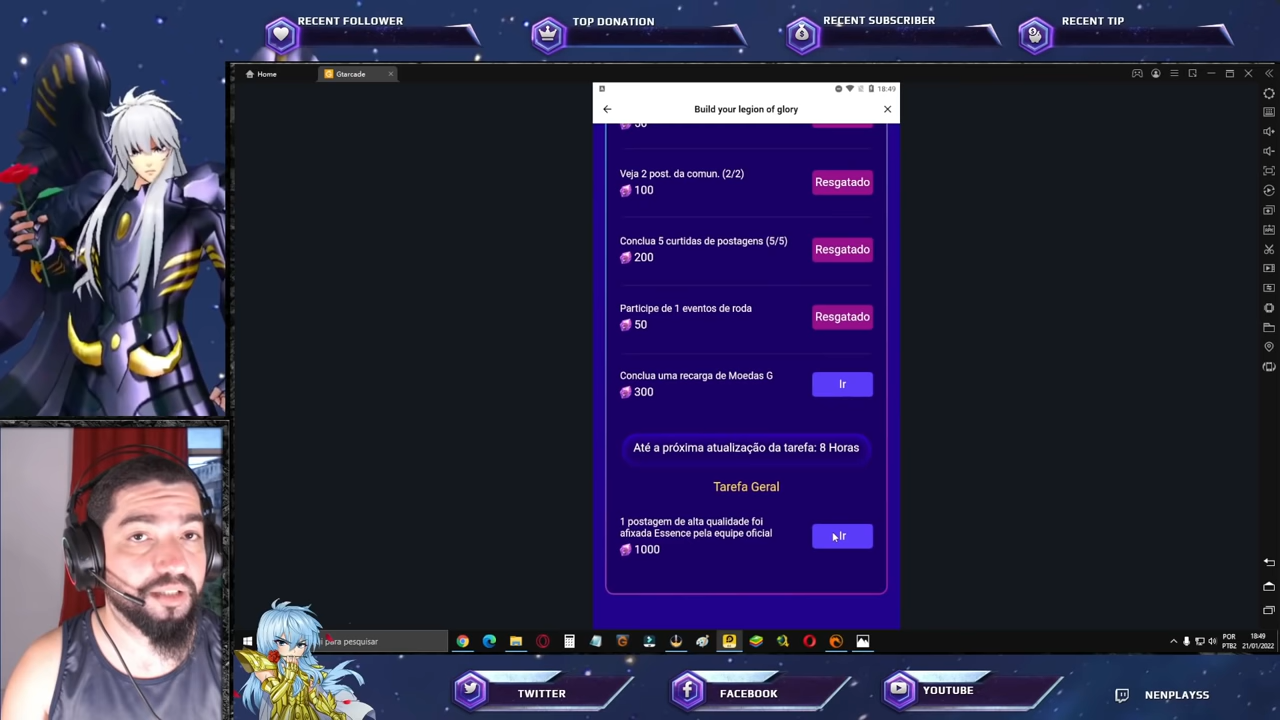 RECENT FOLLOWER
TOP DONATION
RECENT SUBSCRIBER
RECENT TIP
Home
Gtarcade
18:49
Build your legion of glory
Veja 2 post. da comun. (2/2)
100
Resgatado
Conclua 5 curtidas de postagens (5/5)
200
Resgatado
Participe de 1 eventos de roda
50
Resgatado
Conclua uma recarga de Moedas G
300
Ir
Até a próxima atualização da tarefa: 8 Horas
Tarefa Geral
1 postagem de alta qualidade foi
afixada Essence pela equipe oficial
1000
Ir
para pesquisar
POR
PTB2
18:49
21/01/2022
TWITTER
FACEBOOK
YOUTUBE
NENPLAYSS